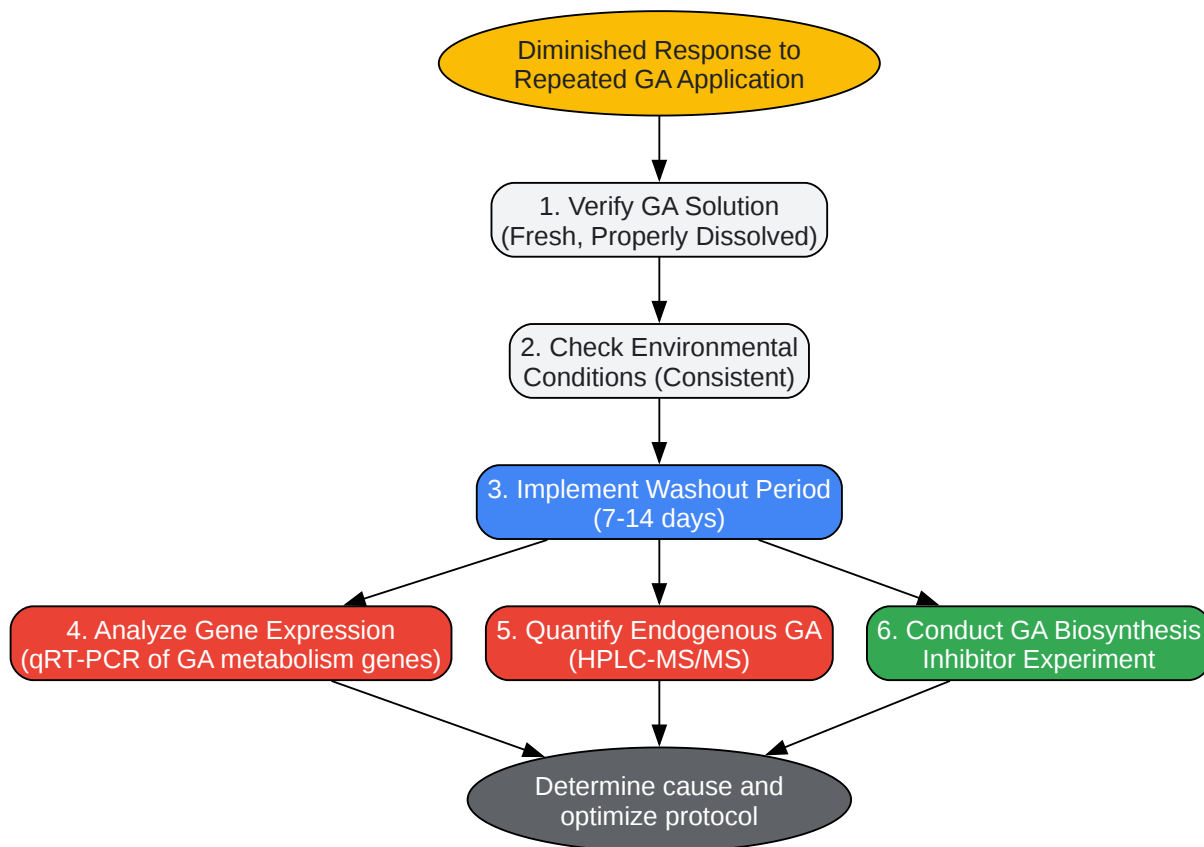 Diminished Response to
Repeated GA Application
1. Verify GA Solution
(Fresh, Properly Dissolved)
2. Check Environmental
Conditions (Consistent)
3. Implement Washout Period
(7-14 days)
4. Analyze Gene Expression
(qRT-PCR of GA metabolism genes)
5. Quantify Endogenous GA
(HPLC-MS/MS)
6. Conduct GA Biosynthesis
Inhibitor Experiment
Determine cause and
optimize protocol